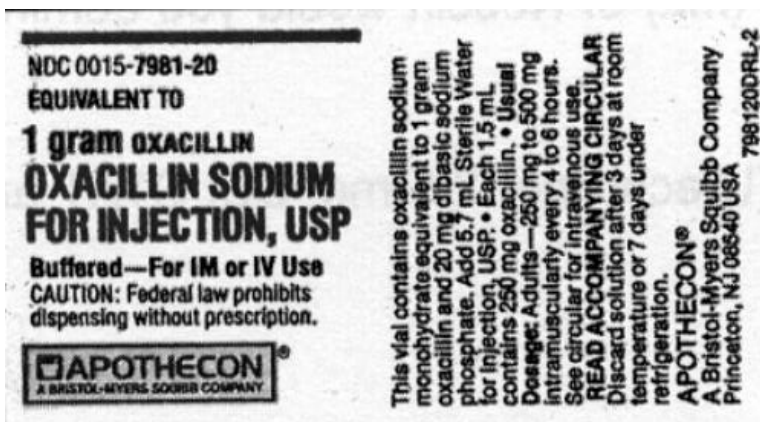 NDC 0015-7981-20
EQUIVALENT TO
1 gram OXACILLIN
OXACILLIN SODIUM
FOR INJECTION, USP
Buffered—For IM or IV Use
CAUTION: Federal law prohibits
dispensing without prescription.
APOTHECON®
A BRISTOL-MYERS SQUIBB COMPANY
This vial contains oxacillin sodium
monohydrate equivalent to 1 gram
oxacillin and 20 mg dibasic sodium
phosphate. Add 5.7 mL Sterile Water
for Injection, USP. • Each 1.5 mL
contains 250 mg oxacillin. • Usual
Dosage: Adults—250 mg to 500 mg
intramuscularly every 4 to 6 hours.
See circular for intravenous use.
READ ACCOMPANYING CIRCULAR
Discard solution after 3 days at room
temperature or 7 days under
refrigeration.
APOTHECON®
A Bristol-Myers Squibb Company
Princeton, NJ 08540 USA
798120DRL-2